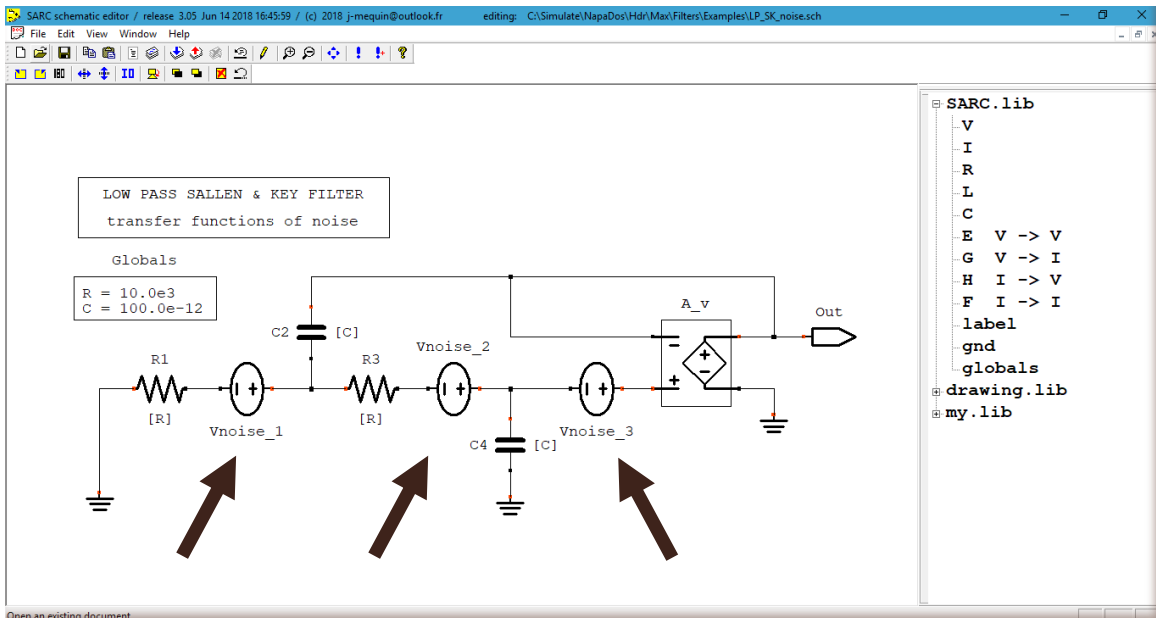 SARC schematic editor / release 3.05 Jun 14 2018 16:45:59 / (c) 2018 j-mequin@outlook.fr editing: C:\Simulate\NapaDos\Hdr\Max\Filters\Examples\LP_SK_noise.sch
File Edit View Window Help
LOW PASS SALLEN & KEY FILTER
transfer functions of noise
Globals
R = 10.0e3
C = 100.0e-12
C2 [C]
A_v
Out
R1
Vnoise_2
R3
[R]
Vnoise_1
[R]
C4 [C]
Vnoise_3
SARC.lib
V
I
R
L
C
E V -> V
G V -> I
H I -> V
F I -> I
label
gnd
globals
drawing.lib
my.lib
Open an existing document